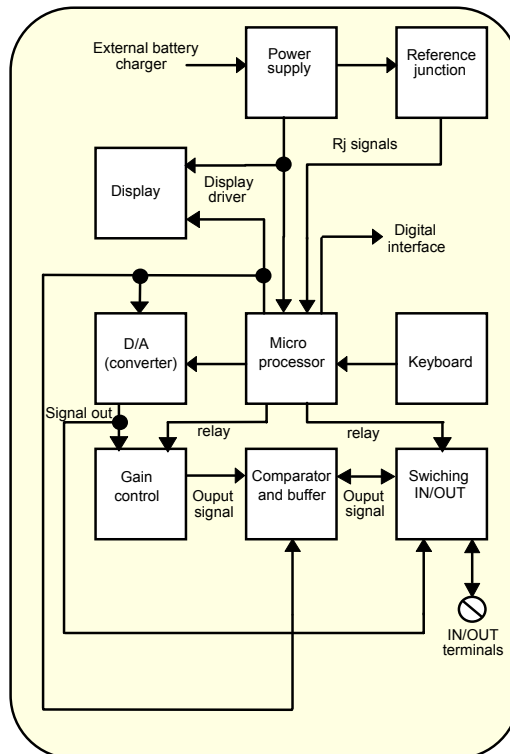 External battery
charger
Power
supply
Reference
junction
Rj signals
Display
Display
driver
Digital
interface
D/A
(converter)
Micro
processor
Keyboard
Signal out
relay
relay
Gain
control
Ouput
signal
Comparator
and buffer
Ouput
signal
Swiching
IN/OUT
IN/OUT
terminals